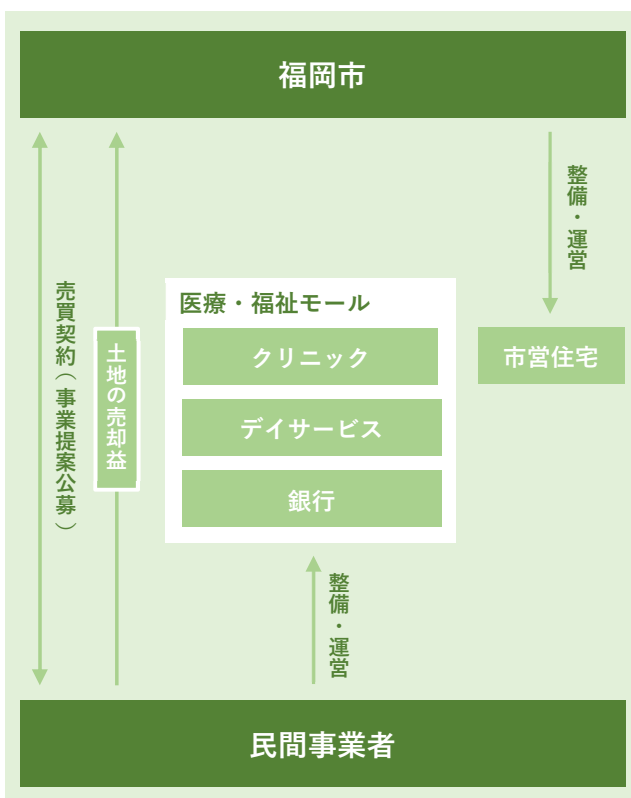 福岡市
整備・運営
売買契約（事業提案公募）
土地の売却益
医療・福祉モール
クリニック
デイサービス
銀行
市営住宅
整備・運営
民間事業者